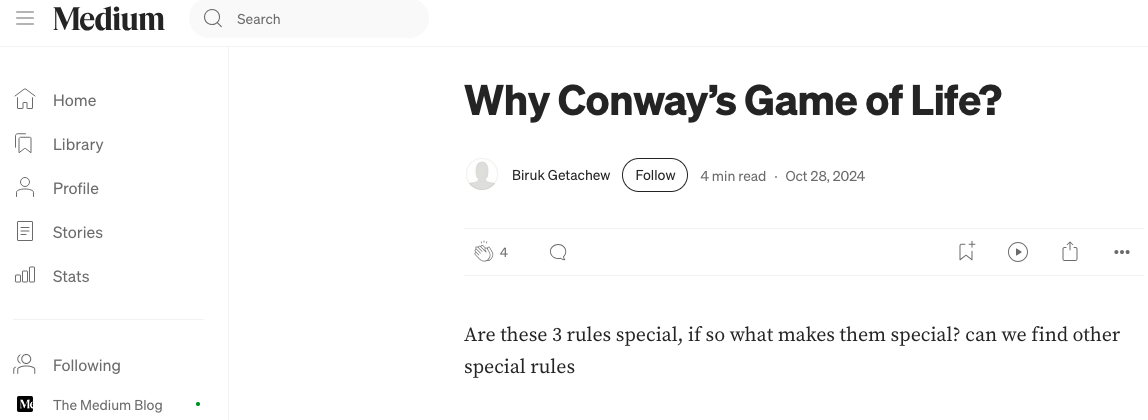 Medium
Search
Home
Library
Profile
Stories
Stats
Following
The Medium Blog
Why Conway's Game of Life?
Biruk Getachew Follow 4 min read · Oct 28, 2024
4
Are these 3 rules special, if so what makes them special? can we find other
special rules